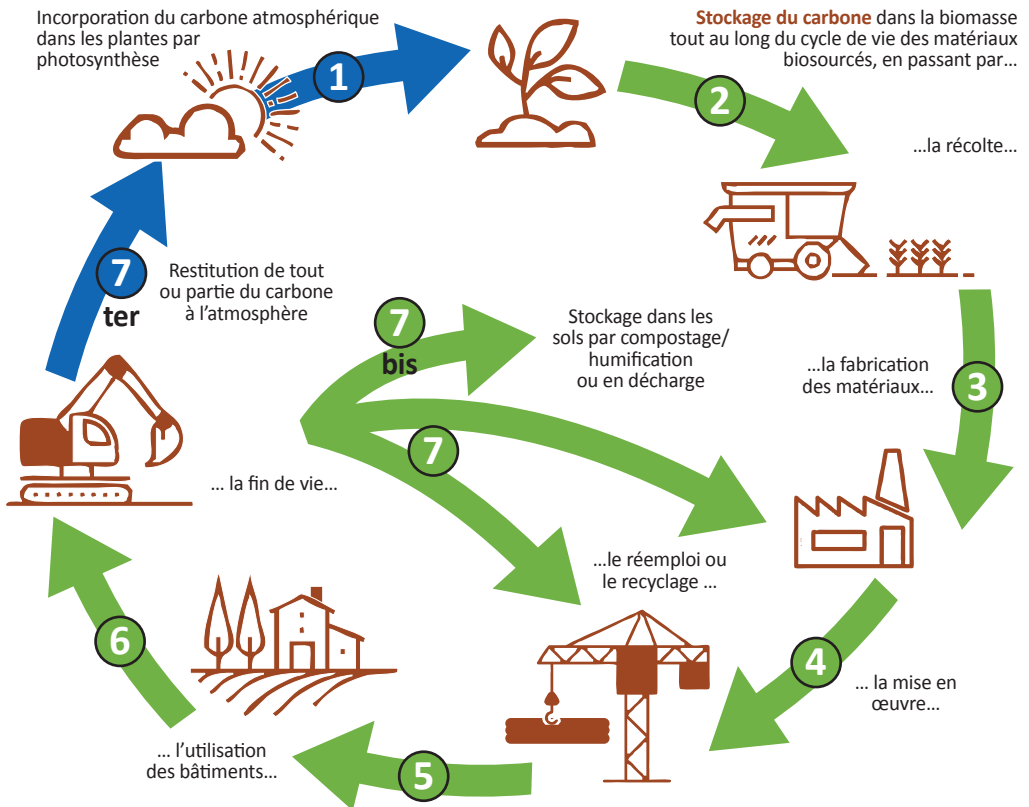 Incorporation du carbone atmosphérique
dans les plantes par
photosynthèse
1
Stockage du carbone dans la biomasse
tout au long du cycle de vie des matériaux
biosourcés, en passant par...
2
...la récolte...
7
ter
Restitution de tout
ou partie du carbone
à l'atmosphère
7
bis
Stockage dans les
sols par compostage/
humification
ou en décharge
...la fabrication
des matériaux...
3
7
... la fin de vie...
...le réemploi ou
le recyclage ...
4
... la mise en
œuvre...
6
... l'utilisation
des bâtiments...
5